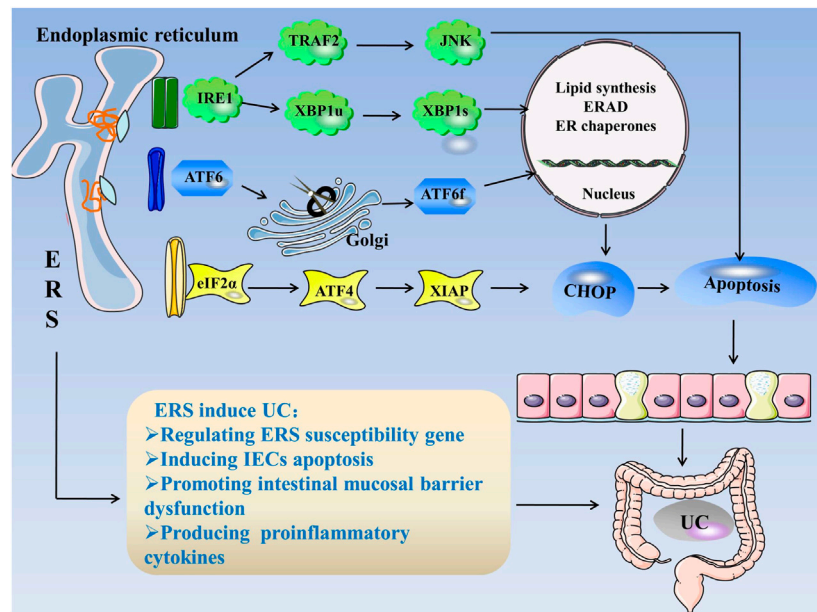 Endoplasmic reticulum
TRAF2
JNK
IRE1
XBP1u
XBP1s
Lipid synthesis
ERAD
ER chaperones
Nucleus
ATF6
Golgi
ATF6f
E
R
S
eIF2α
ATF4
XIAP
CHOP
Apoptosis
ERS induce UC：
➢Regulating ERS susceptibility gene
➢Inducing IECs apoptosis
➢Promoting intestinal mucosal barrier
dysfunction
➢Producing proinflammatory
cytokines
UC